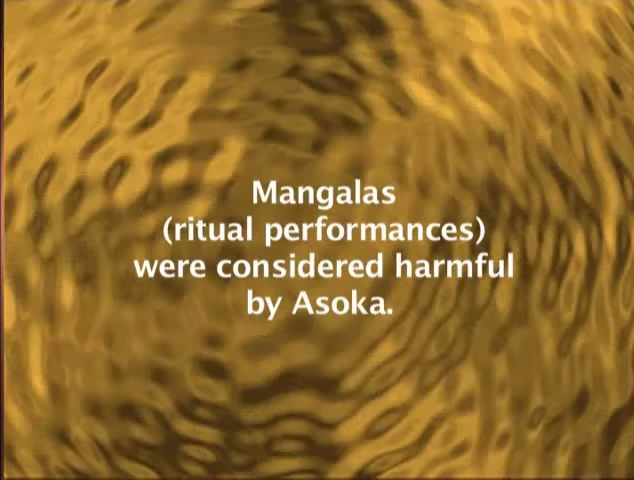 Mangalas
(ritual performances)
were considered harmful
by Asoka.